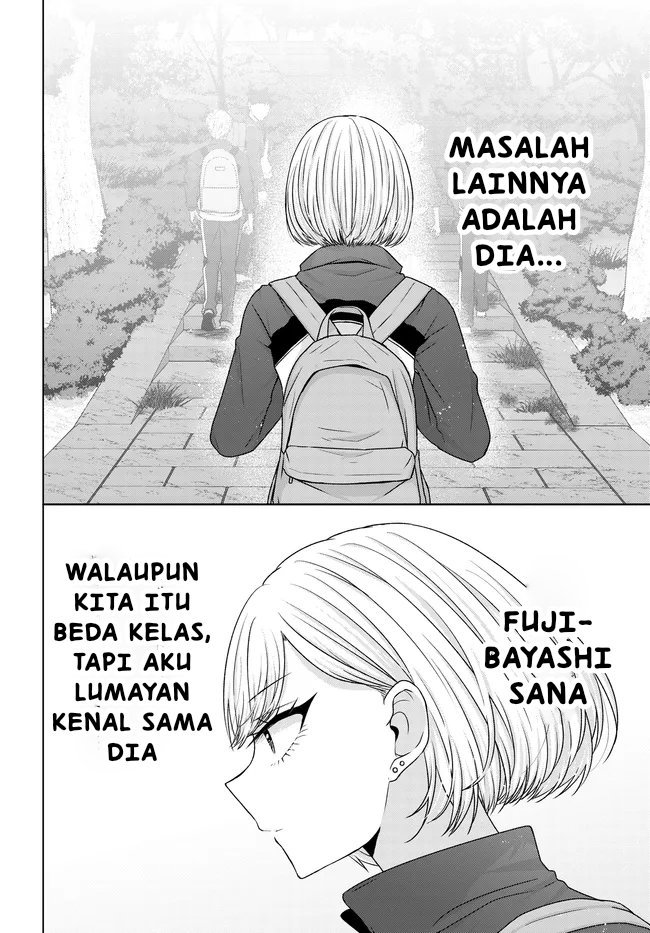 MASALAH
LAINNYA
ADALAH
DIA...
FUJI-
BAYASHI
SANA
WALAUPUN
KITA ITU
BEDA KELAS,
TAPI AKU
LUMAYAN
KENAL SAMA
DIA